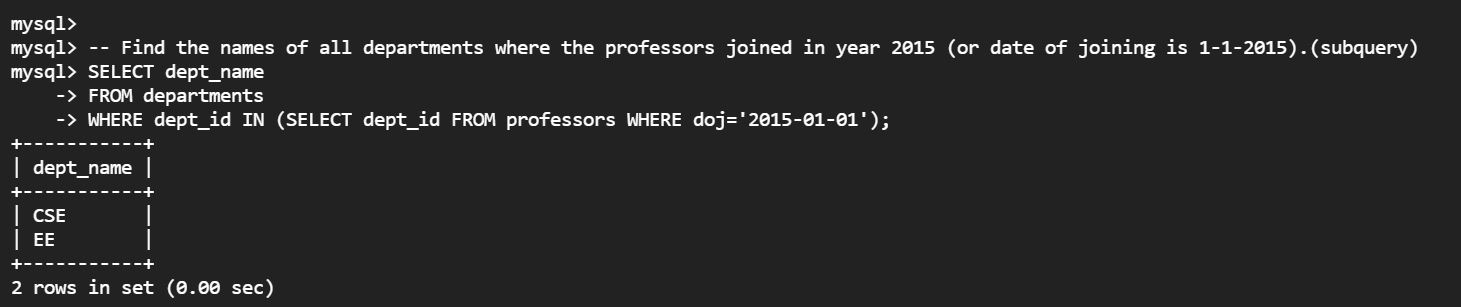 mysql>
mysql> -- Find the names of all departments where the professors joined in year 2015 (or date of joining is 1-1-2015).(subquery)
mysql> SELECT dept_name
    -> FROM departments
    -> WHERE dept_id IN (SELECT dept_id FROM professors WHERE doj='2015-01-01');
+-----------+
| dept_name |
+-----------+
| CSE       |
| EE        |
+-----------+
2 rows in set (0.00 sec)